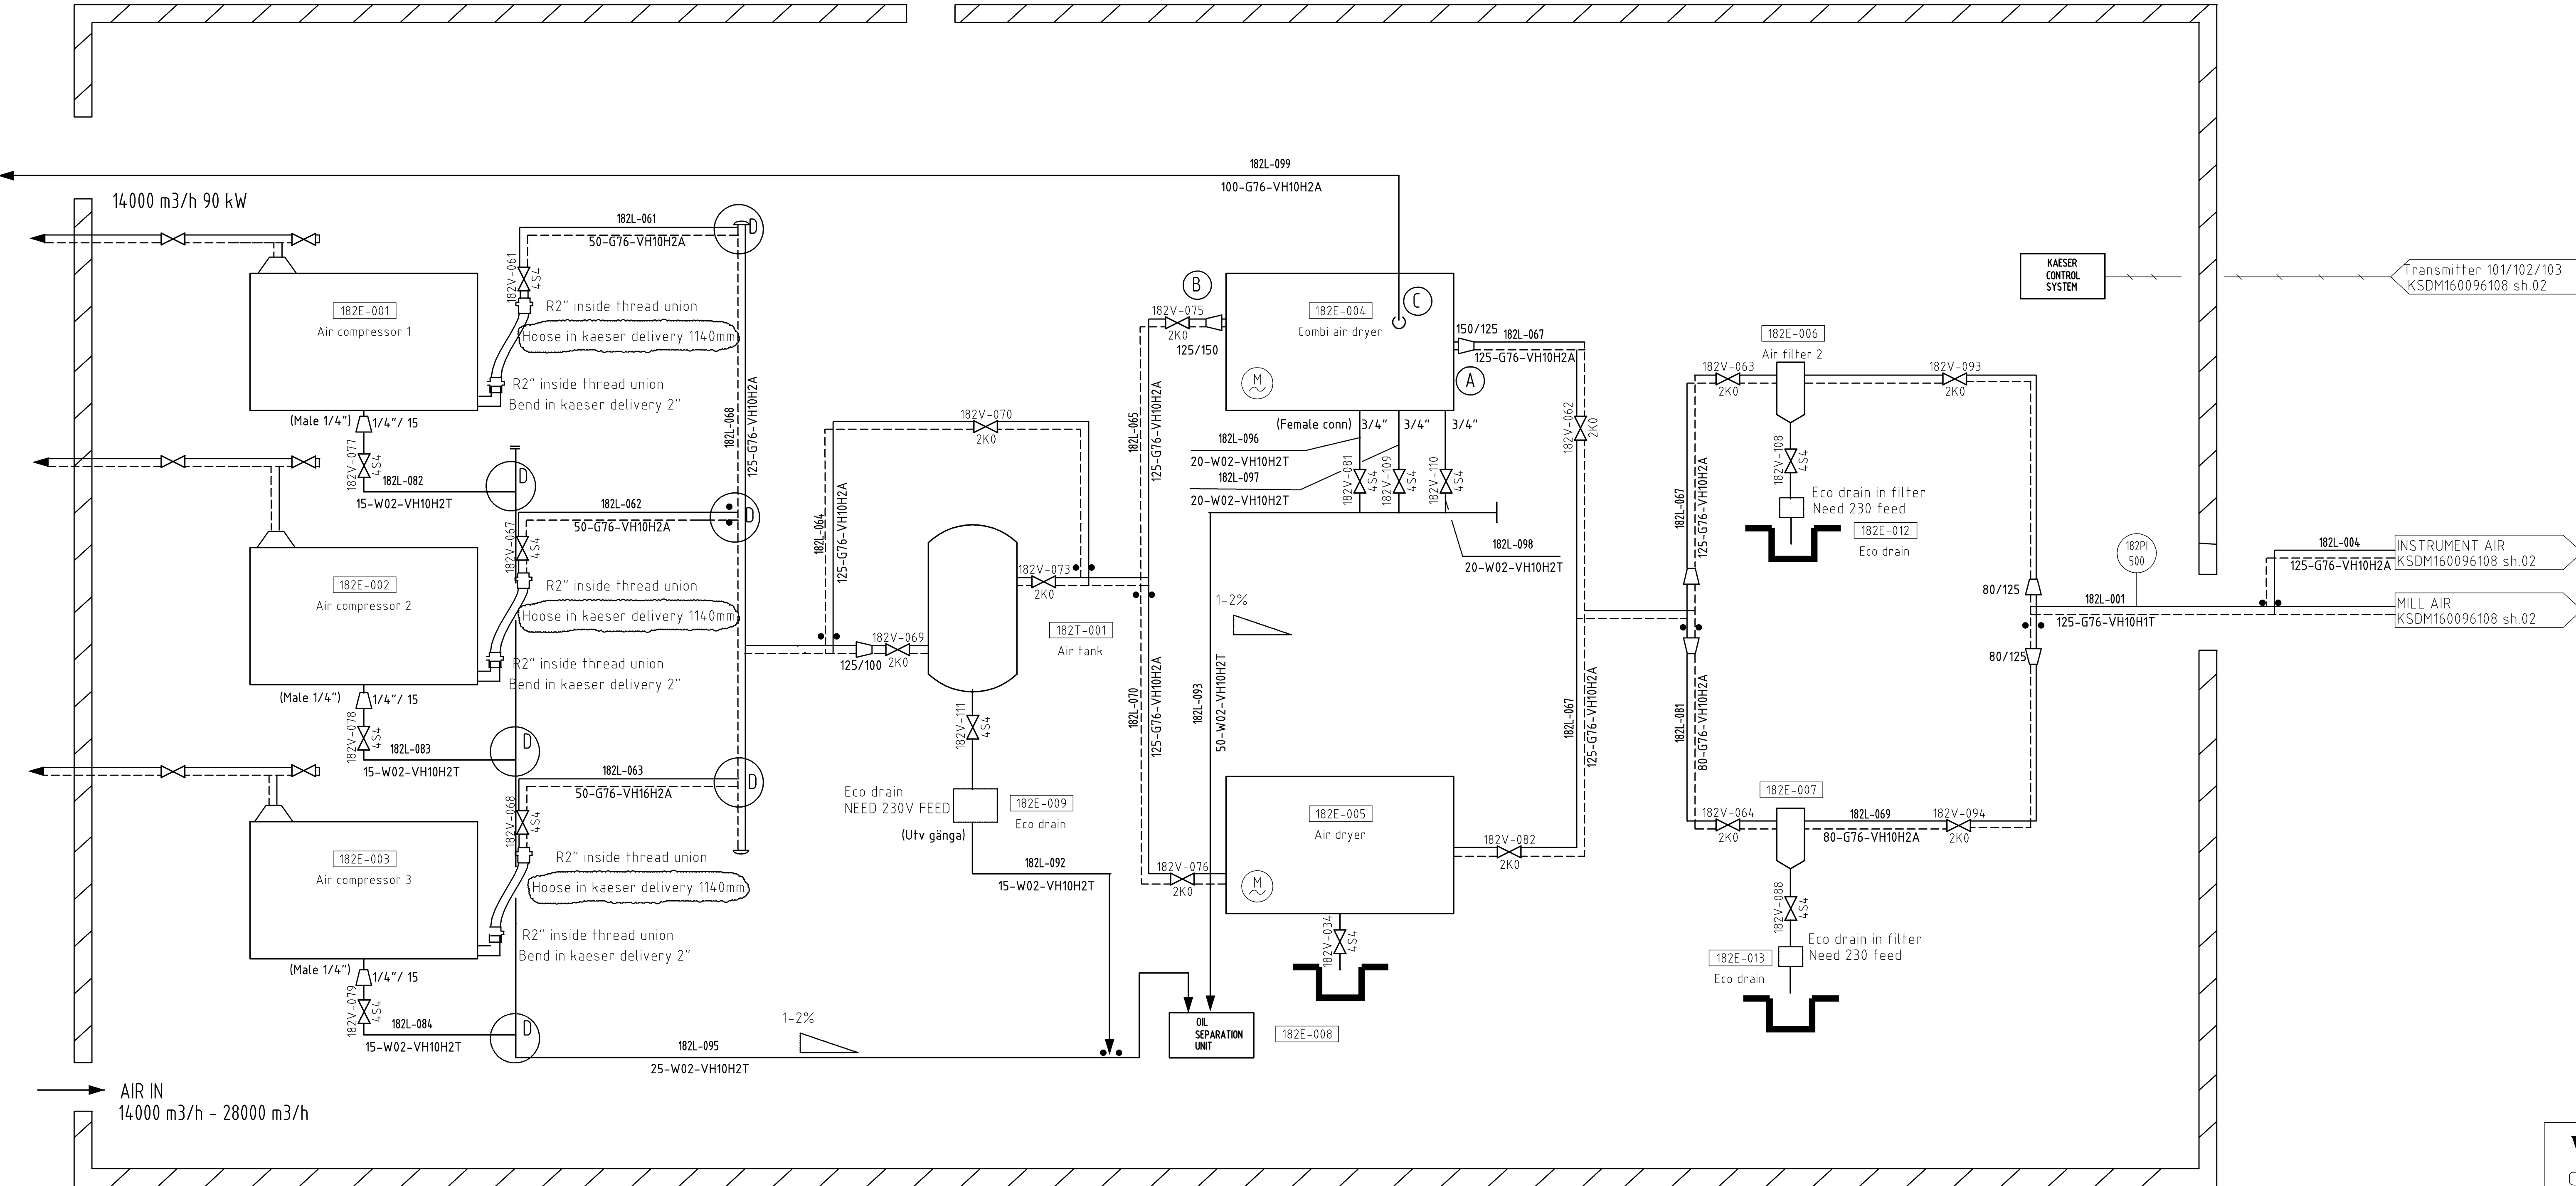 182L-099
100-G76-VH10H2A
14000 m3/h 90 kW
182L-061
50-G76-VH10H2A
D
182V-061
4S4
R2" inside thread union
Hoose in kaeser delivery 1140mm
182E-001
Air compressor 1
R2" inside thread union
Bend in kaeser delivery 2"
(Male 1/4")
1/4"/ 15
182V-077
4S4
182L-082
15-W02-VH10H2T
D
182L-062
50-G76-VH10H2A
D
182V-067
4S4
R2" inside thread union
Hoose in kaeser delivery 1140mm
182E-002
Air compressor 2
R2" inside thread union
Bend in kaeser delivery 2"
(Male 1/4")
1/4"/ 15
182V-078
4S4
182L-083
15-W02-VH10H2T
D
182L-063
50-G76-VH16H2A
D
182V-068
4S4
R2" inside thread union
Hoose in kaeser delivery 1140mm
182E-003
Air compressor 3
R2" inside thread union
Bend in kaeser delivery 2"
(Male 1/4")
1/4"/ 15
182V-079
4S4
182L-084
15-W02-VH10H2T
D
182L-095
25-W02-VH10H2T
1-2%
AIR IN
14000 m3/h - 28000 m3/h
182L-068
125-G76-VH10H2A
182L-064
125-G76-VH10H2A
182V-070
2K0
182V-069
2K0
125/100
182V-073
2K0
182T-001
Air tank
182V-111
4S4
Eco drain
NEED 230V FEED
(Utv gänga)
182E-009
Eco drain
182L-092
15-W02-VH10H2T
182L-065
125-G76-VH10H2A
182L-070
125-G76-VH10H2A
B
182V-075
2K0
125/150
182E-004
Combi air dryer
C
M
150/125
182L-067
125-G76-VH10H2A
A
(Female conn)
3/4"
3/4"
3/4"
182L-096
20-W02-VH10H2T
182L-097
20-W02-VH10H2T
182V-081
4S4
182V-109
4S4
182V-110
4S4
182L-098
20-W02-VH10H2T
1-2%
182L-093
50-W02-VH10H2T
182V-062
2K0
182L-067
125-G76-VH10H2A
182E-005
Air dryer
M
182V-076
2K0
182V-082
2K0
182V-034
4S4
OIL
SEPARATION
UNIT
182E-008
182E-006
Air filter 2
182V-063
2K0
182V-093
2K0
182L-067
125-G76-VH10H2A
182V-108
4S4
Eco drain in filter
Need 230 feed
182E-012
Eco drain
182L-081
80-G76-VH10H2A
182E-007
182V-064
2K0
182L-069
80-G76-VH10H2A
182V-094
2K0
182V-088
4S4
Eco drain in filter
Need 230 feed
182E-013
Eco drain
80/125
80/125
182L-001
125-G76-VH10H1T
182PI
500
KAESER
CONTROL
SYSTEM
Transmitter 101/102/103
KSDM160096108 sh.02
182L-004
125-G76-VH10H2A
INSTRUMENT AIR
KSDM160096108 sh.02
MILL AIR
KSDM160096108 sh.02